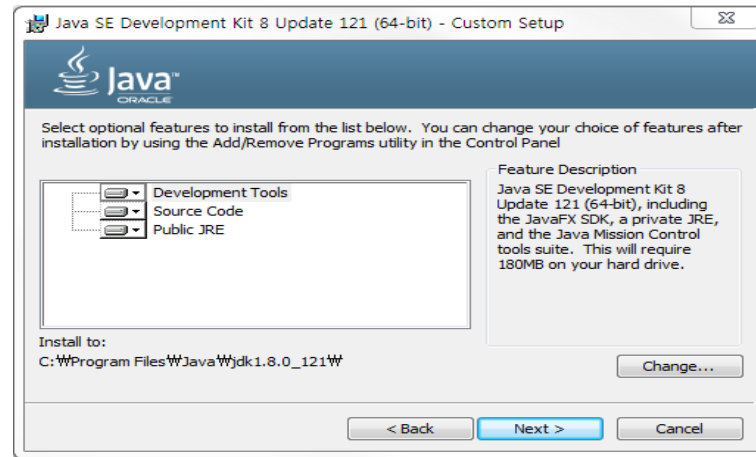 Java SE Development Kit 8 Update 121 (64-bit) - Custom Setup
Java™
ORACLE
Select optional features to install from the list below. You can change your choice of features after
installation by using the Add/Remove Programs utility in the Control Panel
Development Tools
Source Code
Public JRE
Feature Description
Java SE Development Kit 8
Update 121 (64-bit), including
the JavaFX SDK, a private JRE,
and the Java Mission Control
tools suite. This will require
180MB on your hard drive.
Install to:
C:₩Program Files₩Java₩jdk1.8.0_121₩
Change...
< Back
Next >
Cancel